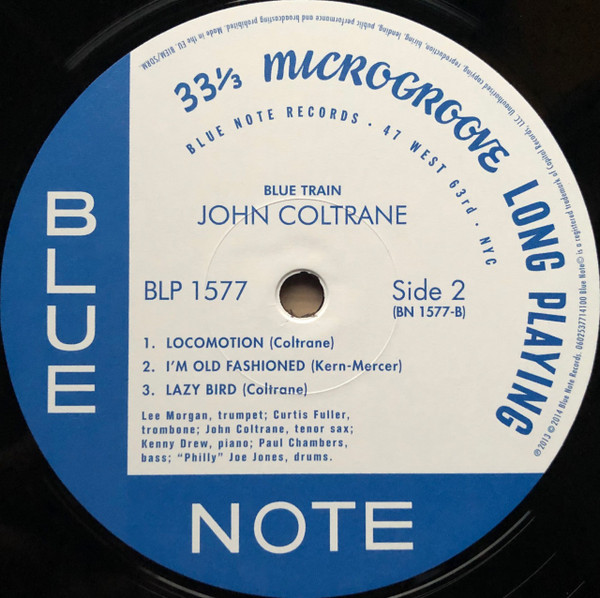 33⅓ MICROGROOVE LONG PLAYING
BLUE NOTE RECORDS · 47 WEST 63rd · NYC
BLUE TRAIN
JOHN COLTRANE
BLP 1577
Side 2
(BN 1577-B)
1. LOCOMOTION (Coltrane)
2. I'M OLD FASHIONED (Kern-Mercer)
3. LAZY BIRD (Coltrane)
Lee Morgan, trumpet; Curtis Fuller,
trombone; John Coltrane, tenor sax;
Kenny Drew, piano; Paul Chambers,
bass; “Philly” Joe Jones, drums.
BLUE
NOTE
℗ 2013 © 2014 Blue Note Records. 0602537714100 Blue Note® is a registered trademark of Capitol Records, LLC. Unauthorised copying, reproduction, hiring, lending, public performance and broadcasting prohibited. Made in the EU. BIEM/SDRM.